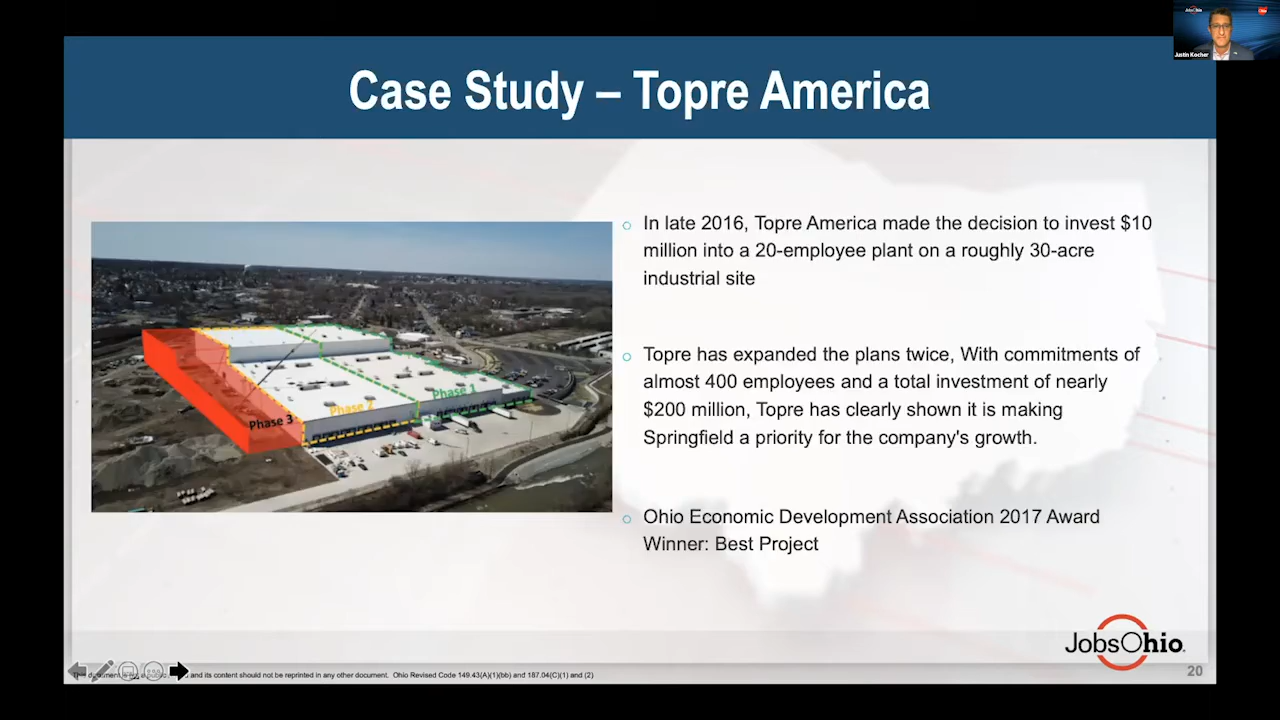 JobsOhio
Justin Kocher
Case Study – Topre America
In late 2016, Topre America made the decision to invest $10
million into a 20-employee plant on a roughly 30-acre
industrial site
Topre has expanded the plans twice, With commitments of
almost 400 employees and a total investment of nearly
$200 million, Topre has clearly shown it is making
Springfield a priority for the company's growth.
Ohio Economic Development Association 2017 Award
Winner: Best Project
Phase 1
Phase 2
Phase 3
JobsOhio
20
and its content should not be reprinted in any other document. Ohio Revised Code 149.43(A)(1)(bb) and 187.04(C)(1) and (2)